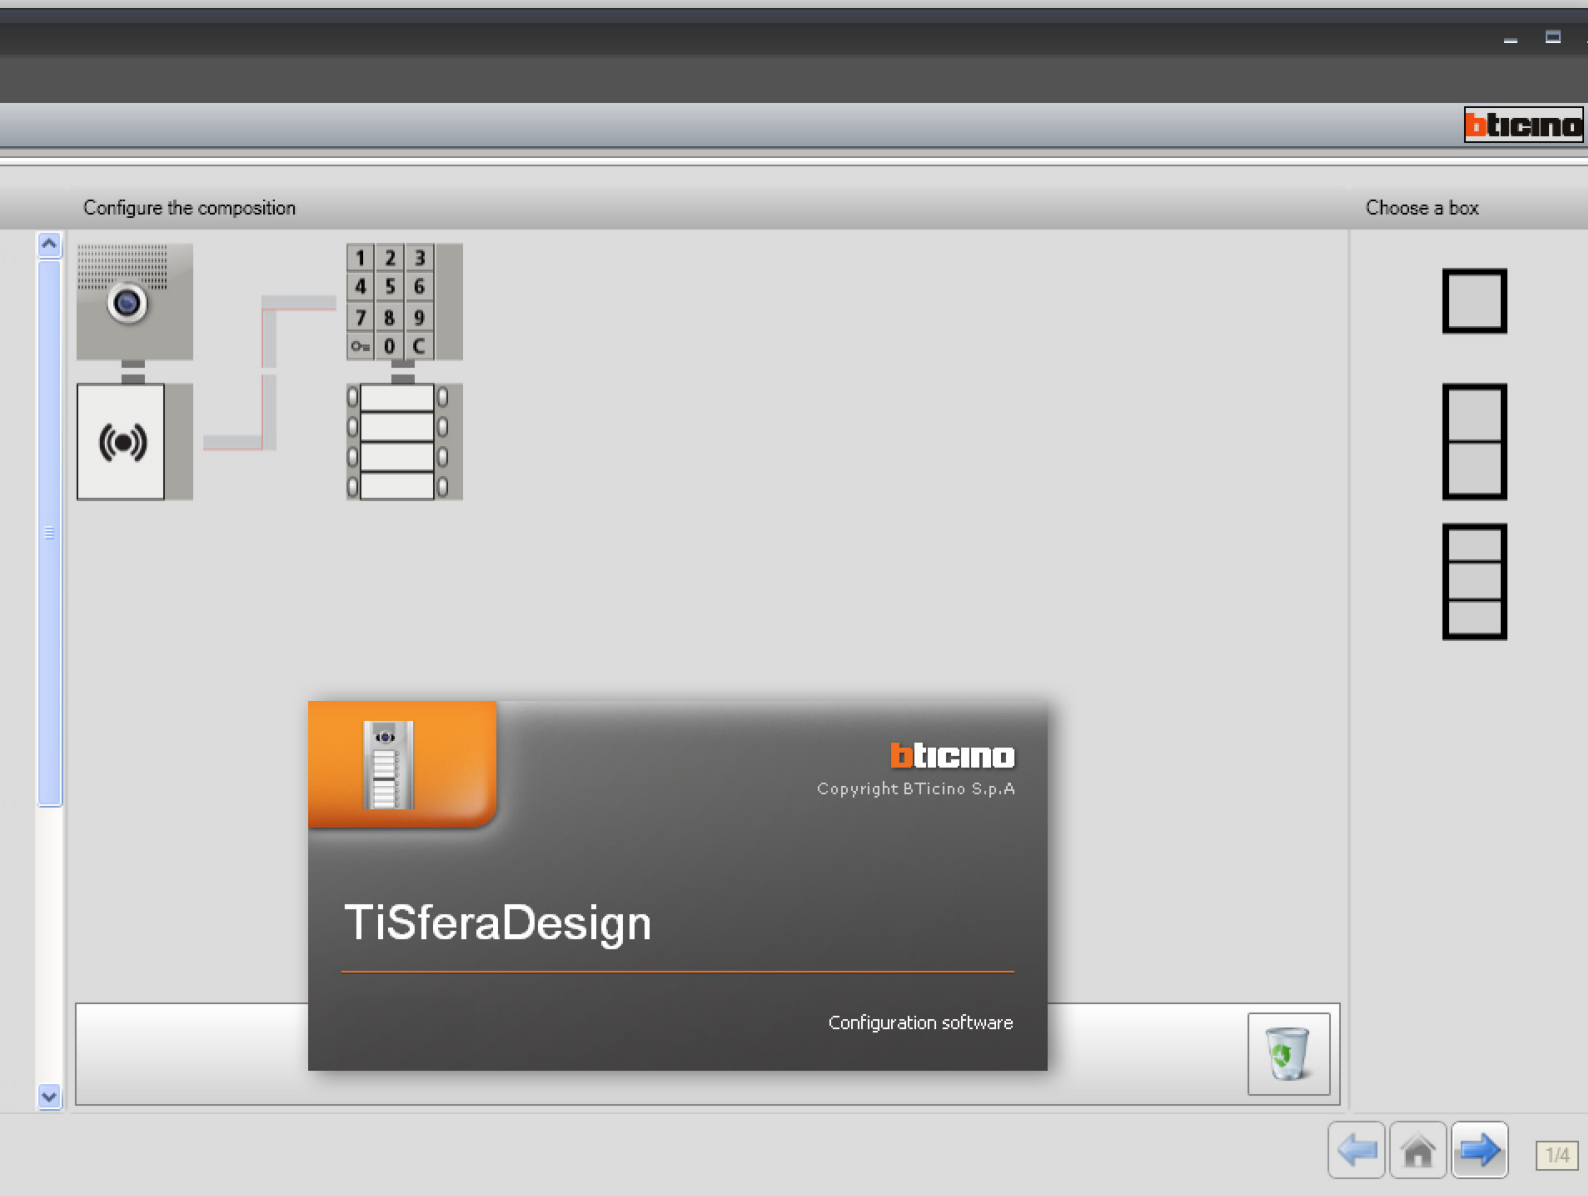 bticino
Configure the composition
Choose a box
1 2 3
4 5 6
7 8 9
0 C
bticino
Copyright BTicino S.p.A
TiSferaDesign
Configuration software
1/4